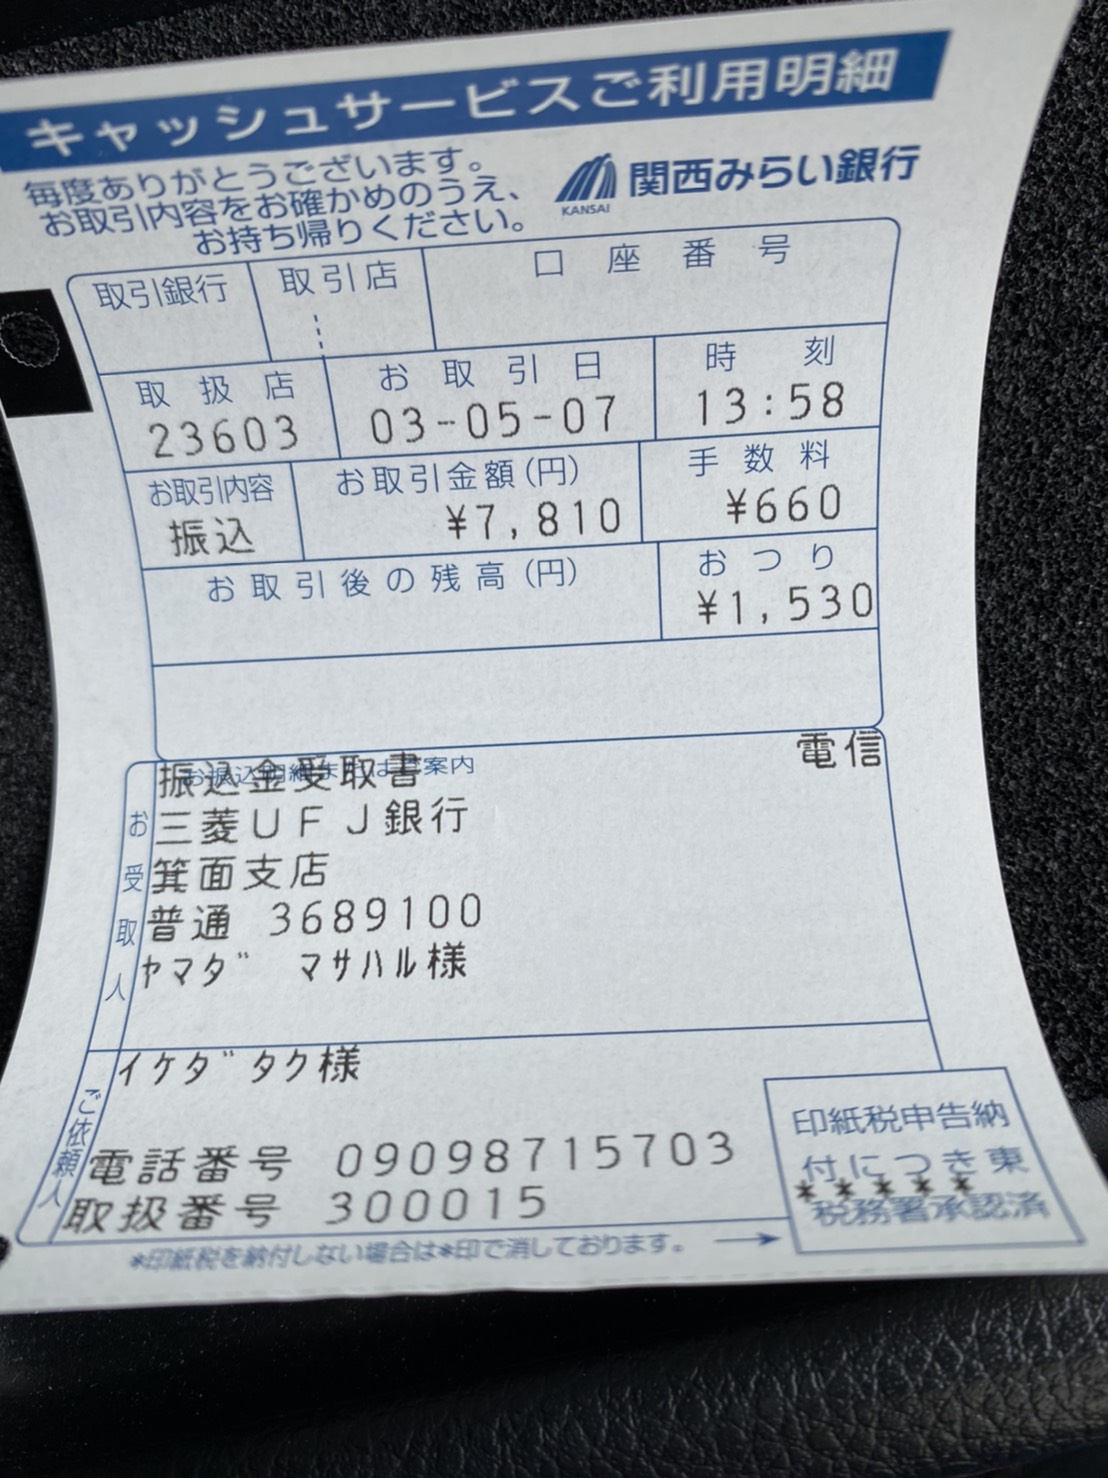 キャッシュサービスご利用明細
毎度ありがとうございます。
お取引内容をお確かめのうえ、
お持ち帰りください。
KANSAI
関西みらい銀行
取引銀行 取引店 口座番号
取扱店 お取引日 時刻
23603 03-05-07 13:58
お取引内容 お取引金額(円) 手数料
振込 ¥7,810 ¥660
お取引後の残高(円) おつり
¥1,530
振込金受取書 電信
ご案内
お受取人
三菱UFJ銀行
箕面支店
普通 3689100
ヤマダ゛ マサハル様
ご依頼人
イケダ゛タク様
電話番号 09098715703
取扱番号 300015
印紙税申告納
付につき東
*****
税務署承認済
*印紙税を納付しない場合は*印で消しております。 →